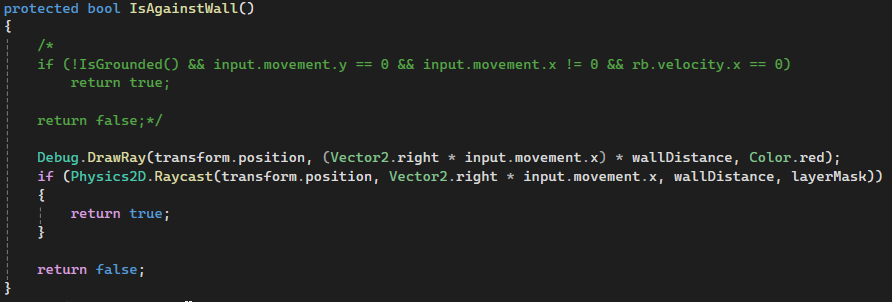 protected bool IsAgainstWall()
{
/*
if (!IsGrounded() && input.movement.y == 0 && input.movement.x != 0 && rb.velocity.x == 0)
return true;
return false;*/
Debug.DrawRay(transform.position, (Vector2.right * input.movement.x) * wallDistance, Color.red);
if (Physics2D.Raycast(transform.position, Vector2.right * input.movement.x, wallDistance, layerMask))
{
return true;
}
return false;
}